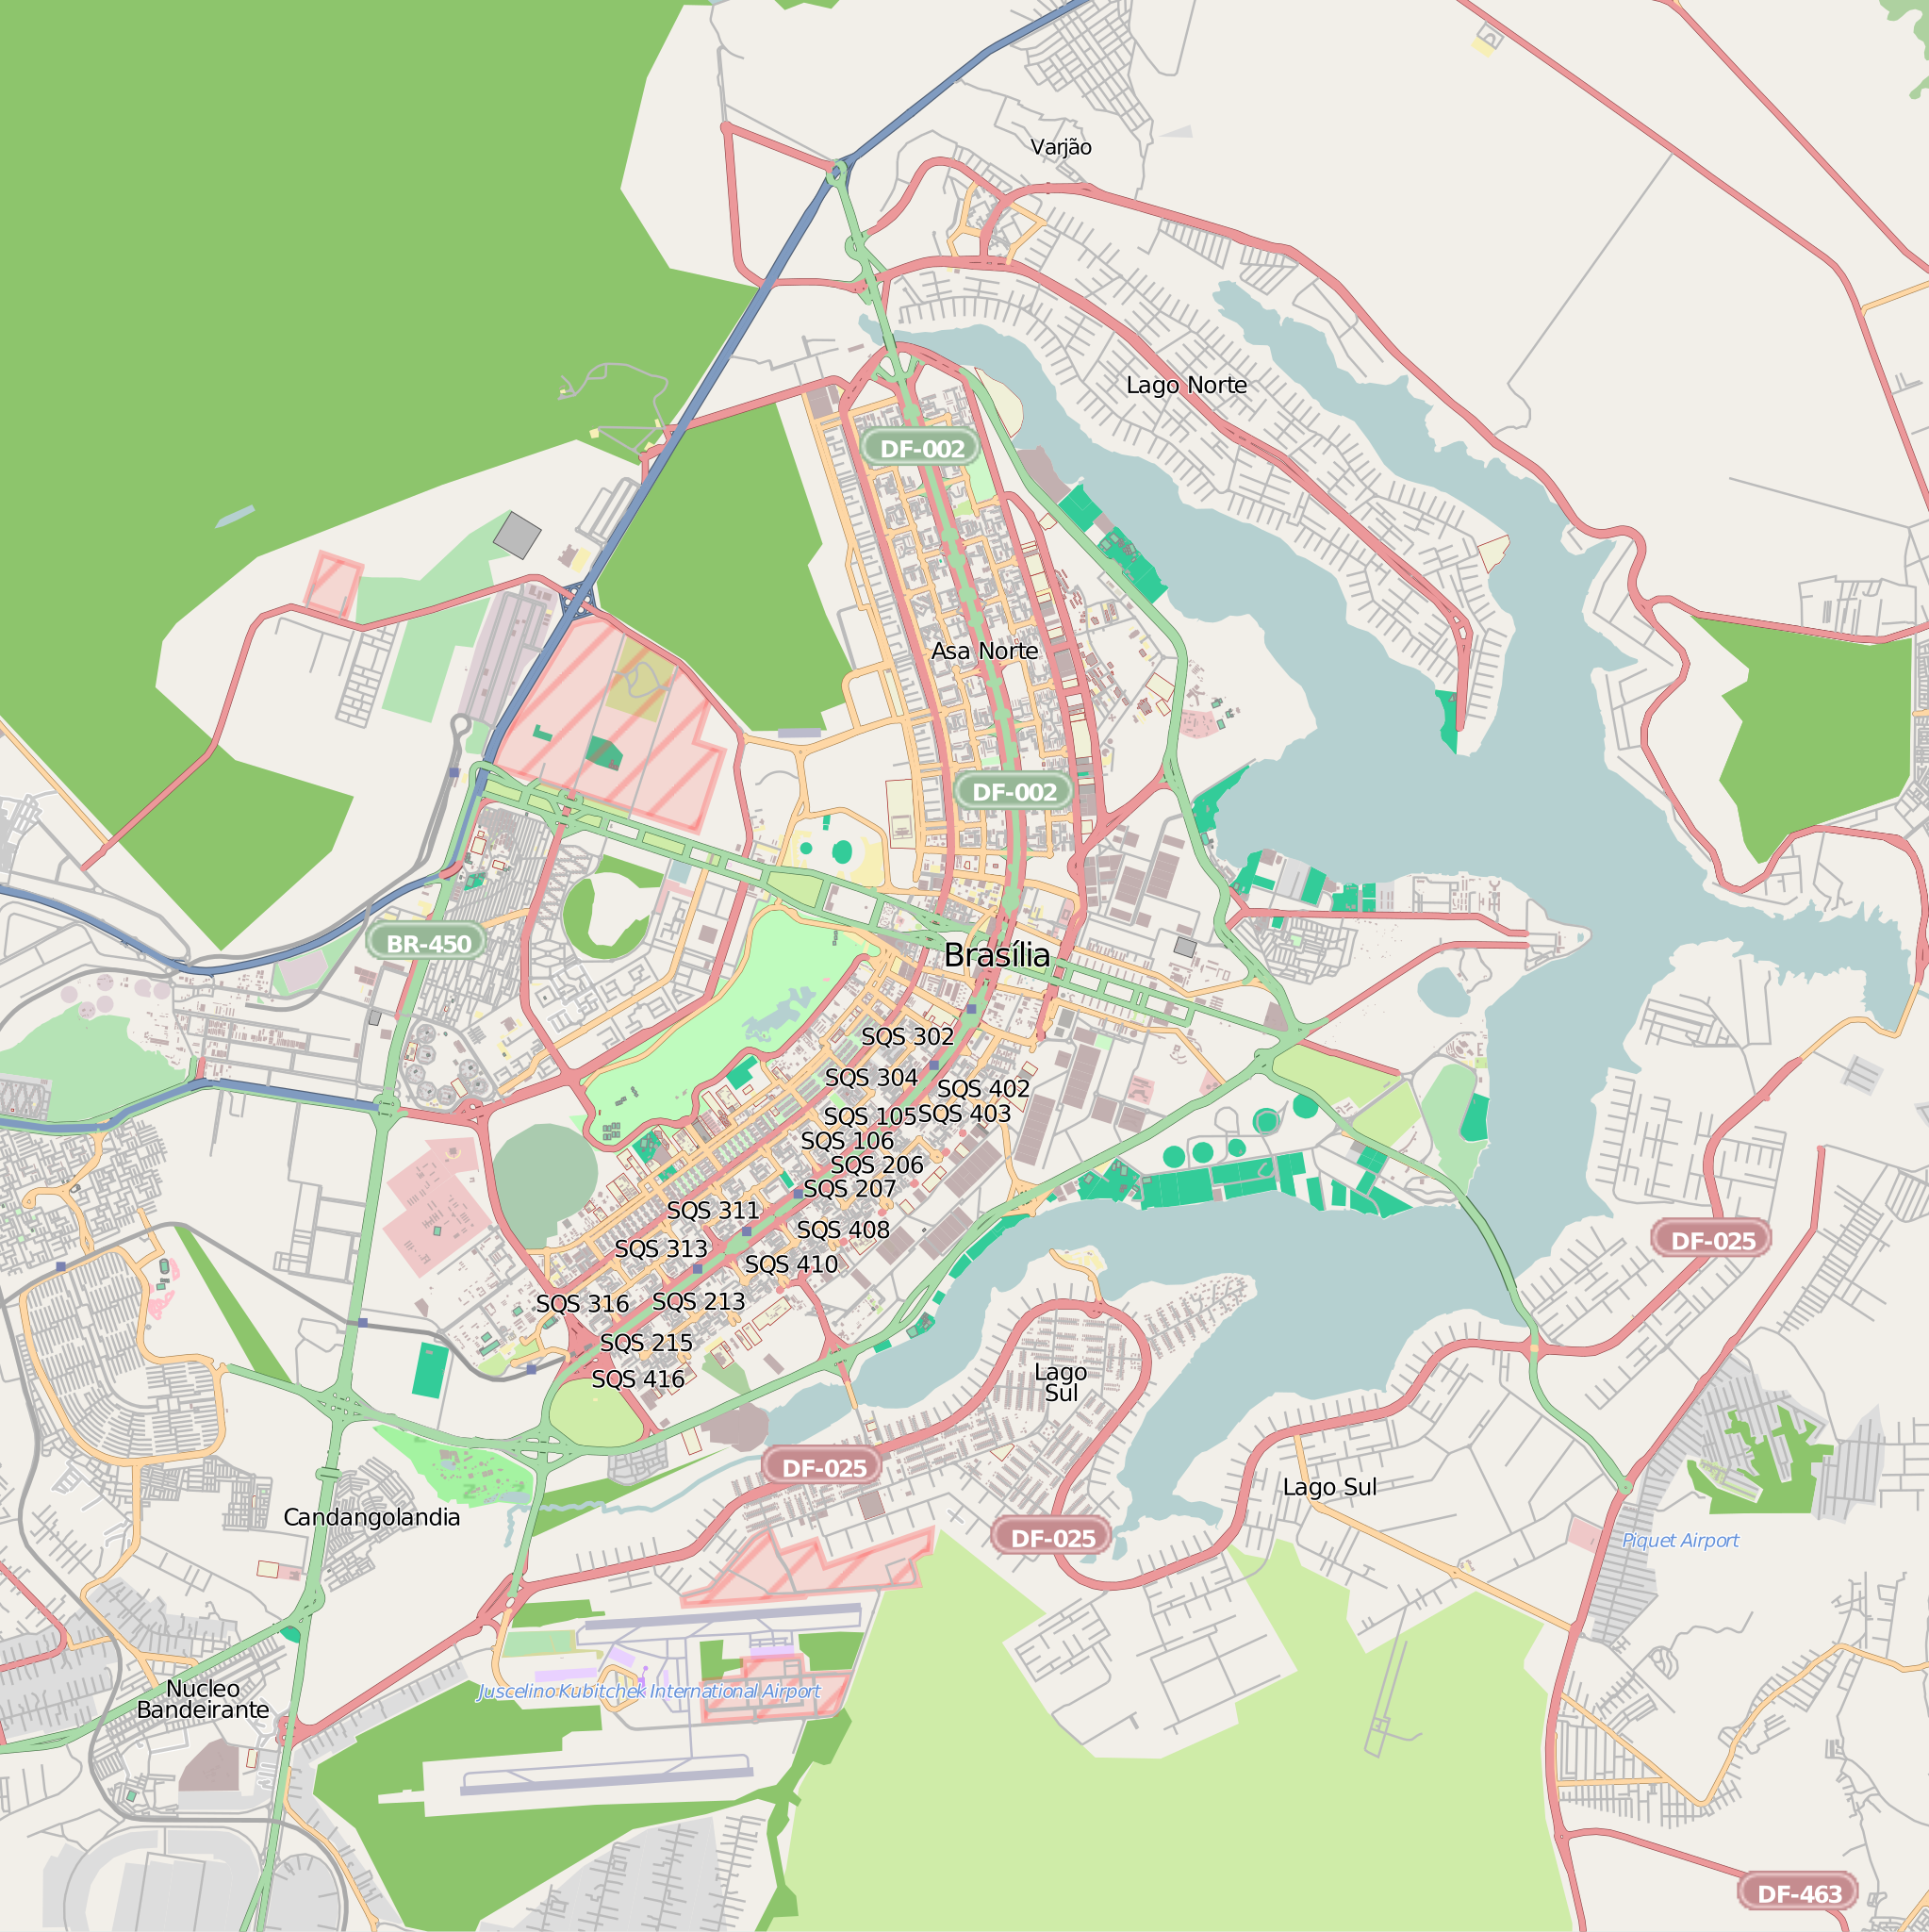 Varjão
Lago Norte
DF-002
Asa Norte
DF-002
BR-450
Brasília
SQS 302
SQS 304
SQS 402
SQS 105
SQS 403
SQS 106
SQS 206
SQS 207
SQS 311
SQS 408
DF-025
SQS 313
SQS 410
SQS 316
SQS 213
SQS 215
SQS 416
Lago
Sul
DF-025
Lago Sul
Candangolandia
DF-025
Piquet Airport
Nucleo
Bandeirante
Juscelino Kubitchek International Airport
DF-463